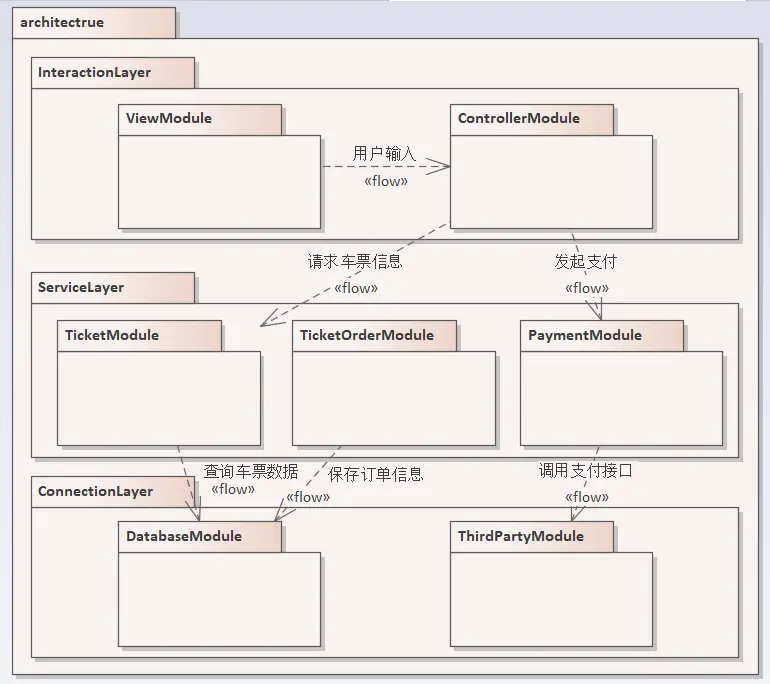 architectrue
InteractionLayer
ViewModule
ControllerModule
用户输入
«flow»
请求车票信息
«flow»
发起支付
«flow»
ServiceLayer
TicketModule
TicketOrderModule
PaymentModule
查询车票数据
«flow»
保存订单信息
«flow»
调用支付接口
«flow»
ConnectionLayer
DatabaseModule
ThirdPartyModule